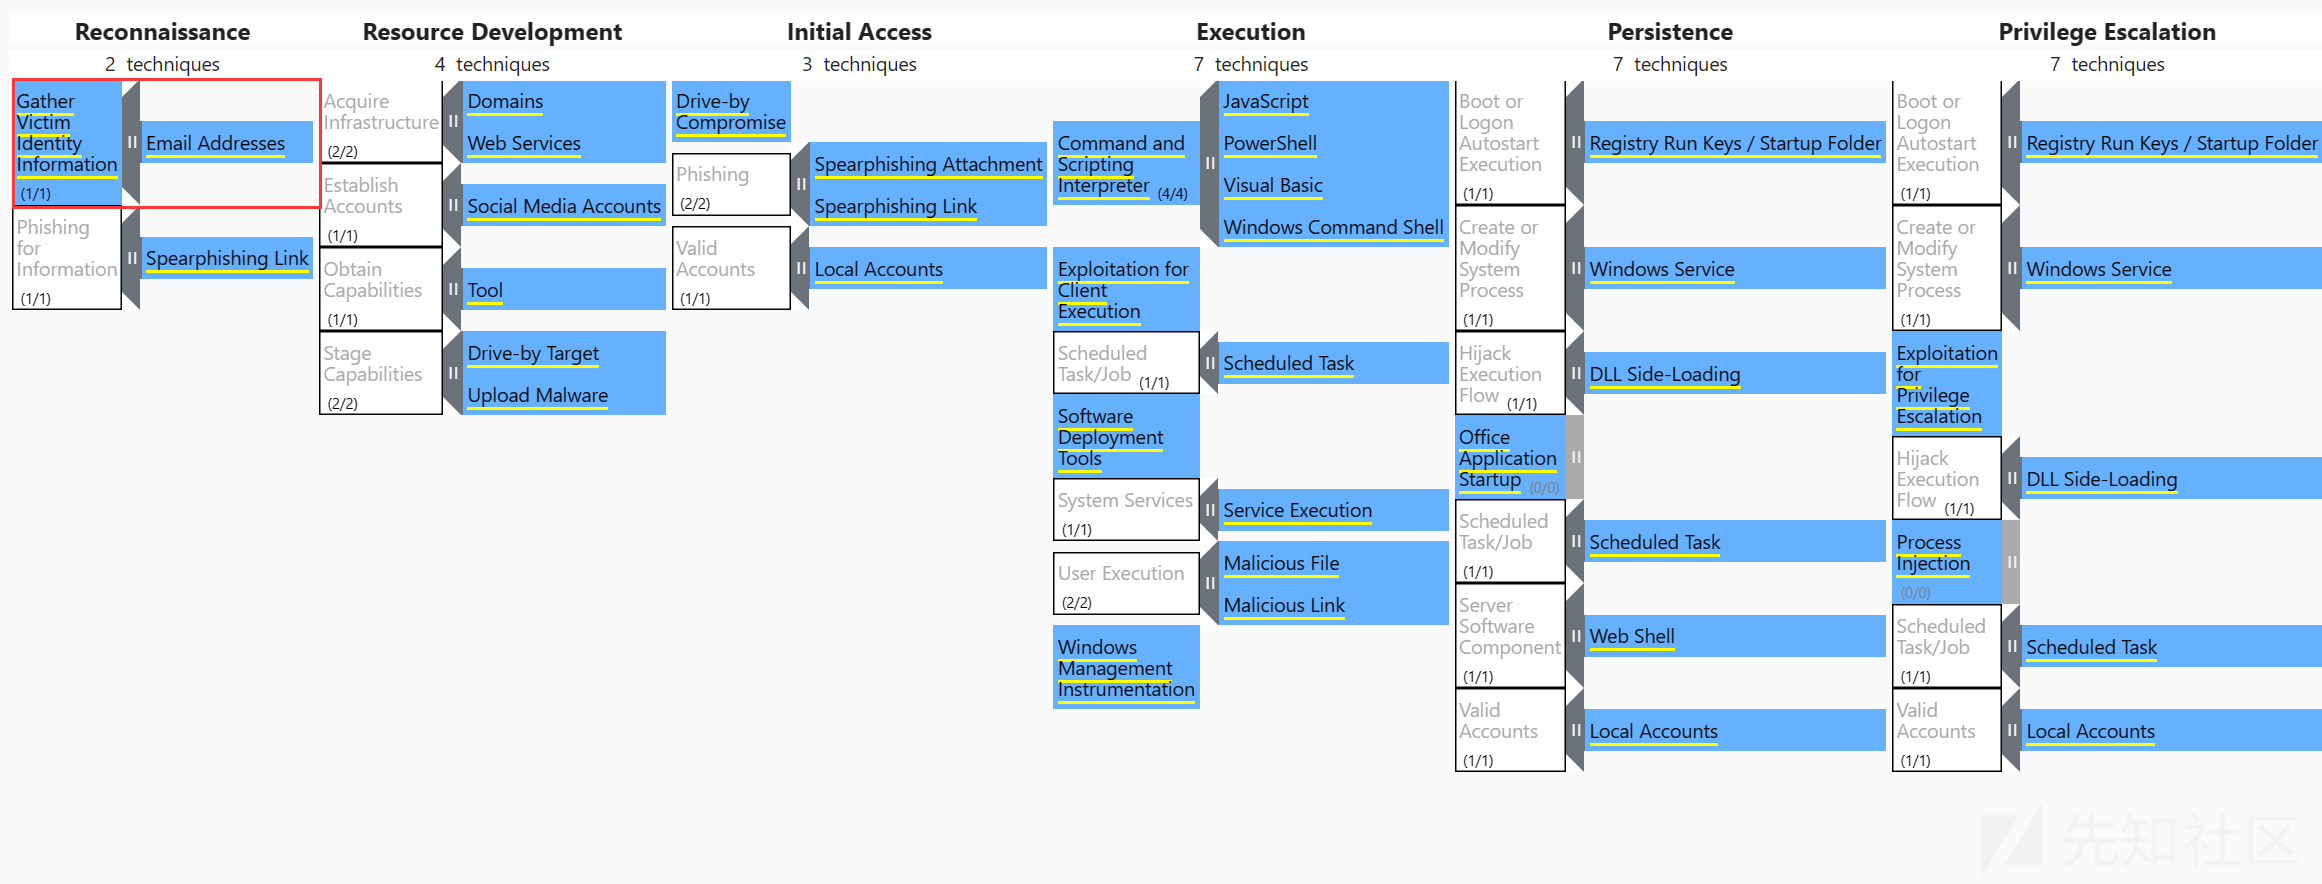 Reconnaissance
2 techniques
Gather
Victim
Identity
Information
(1/1)
Email Addresses
Phishing
for
Information
(1/1)
Spearphishing Link
Resource Development
4 techniques
Acquire
Infrastructure
(2/2)
Domains
Web Services
Establish
Accounts
(1/1)
Social Media Accounts
Obtain
Capabilities
(1/1)
Tool
Stage
Capabilities
(2/2)
Drive-by Target
Upload Malware
Initial Access
3 techniques
Drive-by
Compromise
Phishing
(2/2)
Spearphishing Attachment
Spearphishing Link
Valid
Accounts
(1/1)
Local Accounts
Execution
7 techniques
Command and
Scripting
Interpreter (4/4)
JavaScript
PowerShell
Visual Basic
Windows Command Shell
Exploitation for
Client
Execution
Scheduled
Task/Job (1/1)
Scheduled Task
Software
Deployment
Tools
System Services
(1/1)
Service Execution
User Execution
(2/2)
Malicious File
Malicious Link
Windows
Management
Instrumentation
Persistence
7 techniques
Boot or
Logon
Autostart
Execution
(1/1)
Registry Run Keys / Startup Folder
Create or
Modify
System
Process
(1/1)
Windows Service
Hijack
Execution
Flow (1/1)
DLL Side-Loading
Office
Application
Startup (0/0)
Scheduled
Task/Job
(1/1)
Scheduled Task
Server
Software
Component
(1/1)
Web Shell
Valid
Accounts
(1/1)
Local Accounts
Privilege Escalation
7 techniques
Boot or
Logon
Autostart
Execution
(1/1)
Registry Run Keys / Startup Folder
Create or
Modify
System
Process
(1/1)
Windows Service
Exploitation
for
Privilege
Escalation
Hijack
Execution
Flow (1/1)
DLL Side-Loading
Process
Injection
(0/0)
Scheduled
Task/Job
(1/1)
Scheduled Task
Valid
Accounts
(1/1)
Local Accounts
先知社区